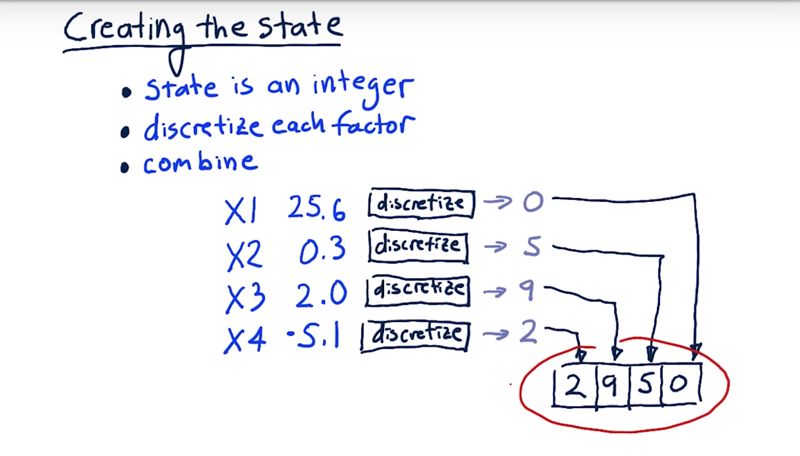 Creating the state
• state is an integer
• discretize each factor
• combine
X1 25.6 discretize → 0
X2 0.3 discretize → 5
X3 2.0 discretize → 9
X4 -5.1 discretize → 2
2 9 5 0